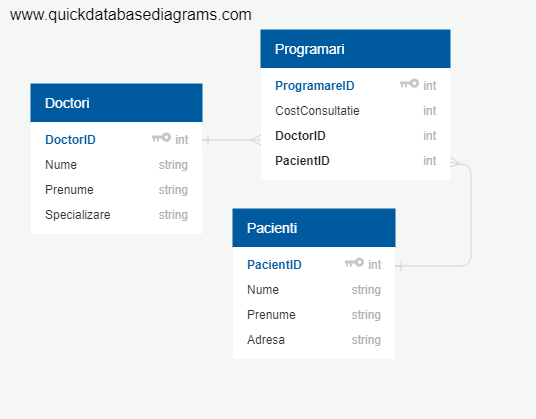 www.quickdatabasediagrams.com
Programari
ProgramareID int
CostConsultatie int
DoctorID int
PacientID int
Doctori
DoctorID int
Nume string
Prenume string
Specializare string
Pacienti
PacientID int
Nume string
Prenume string
Adresa string